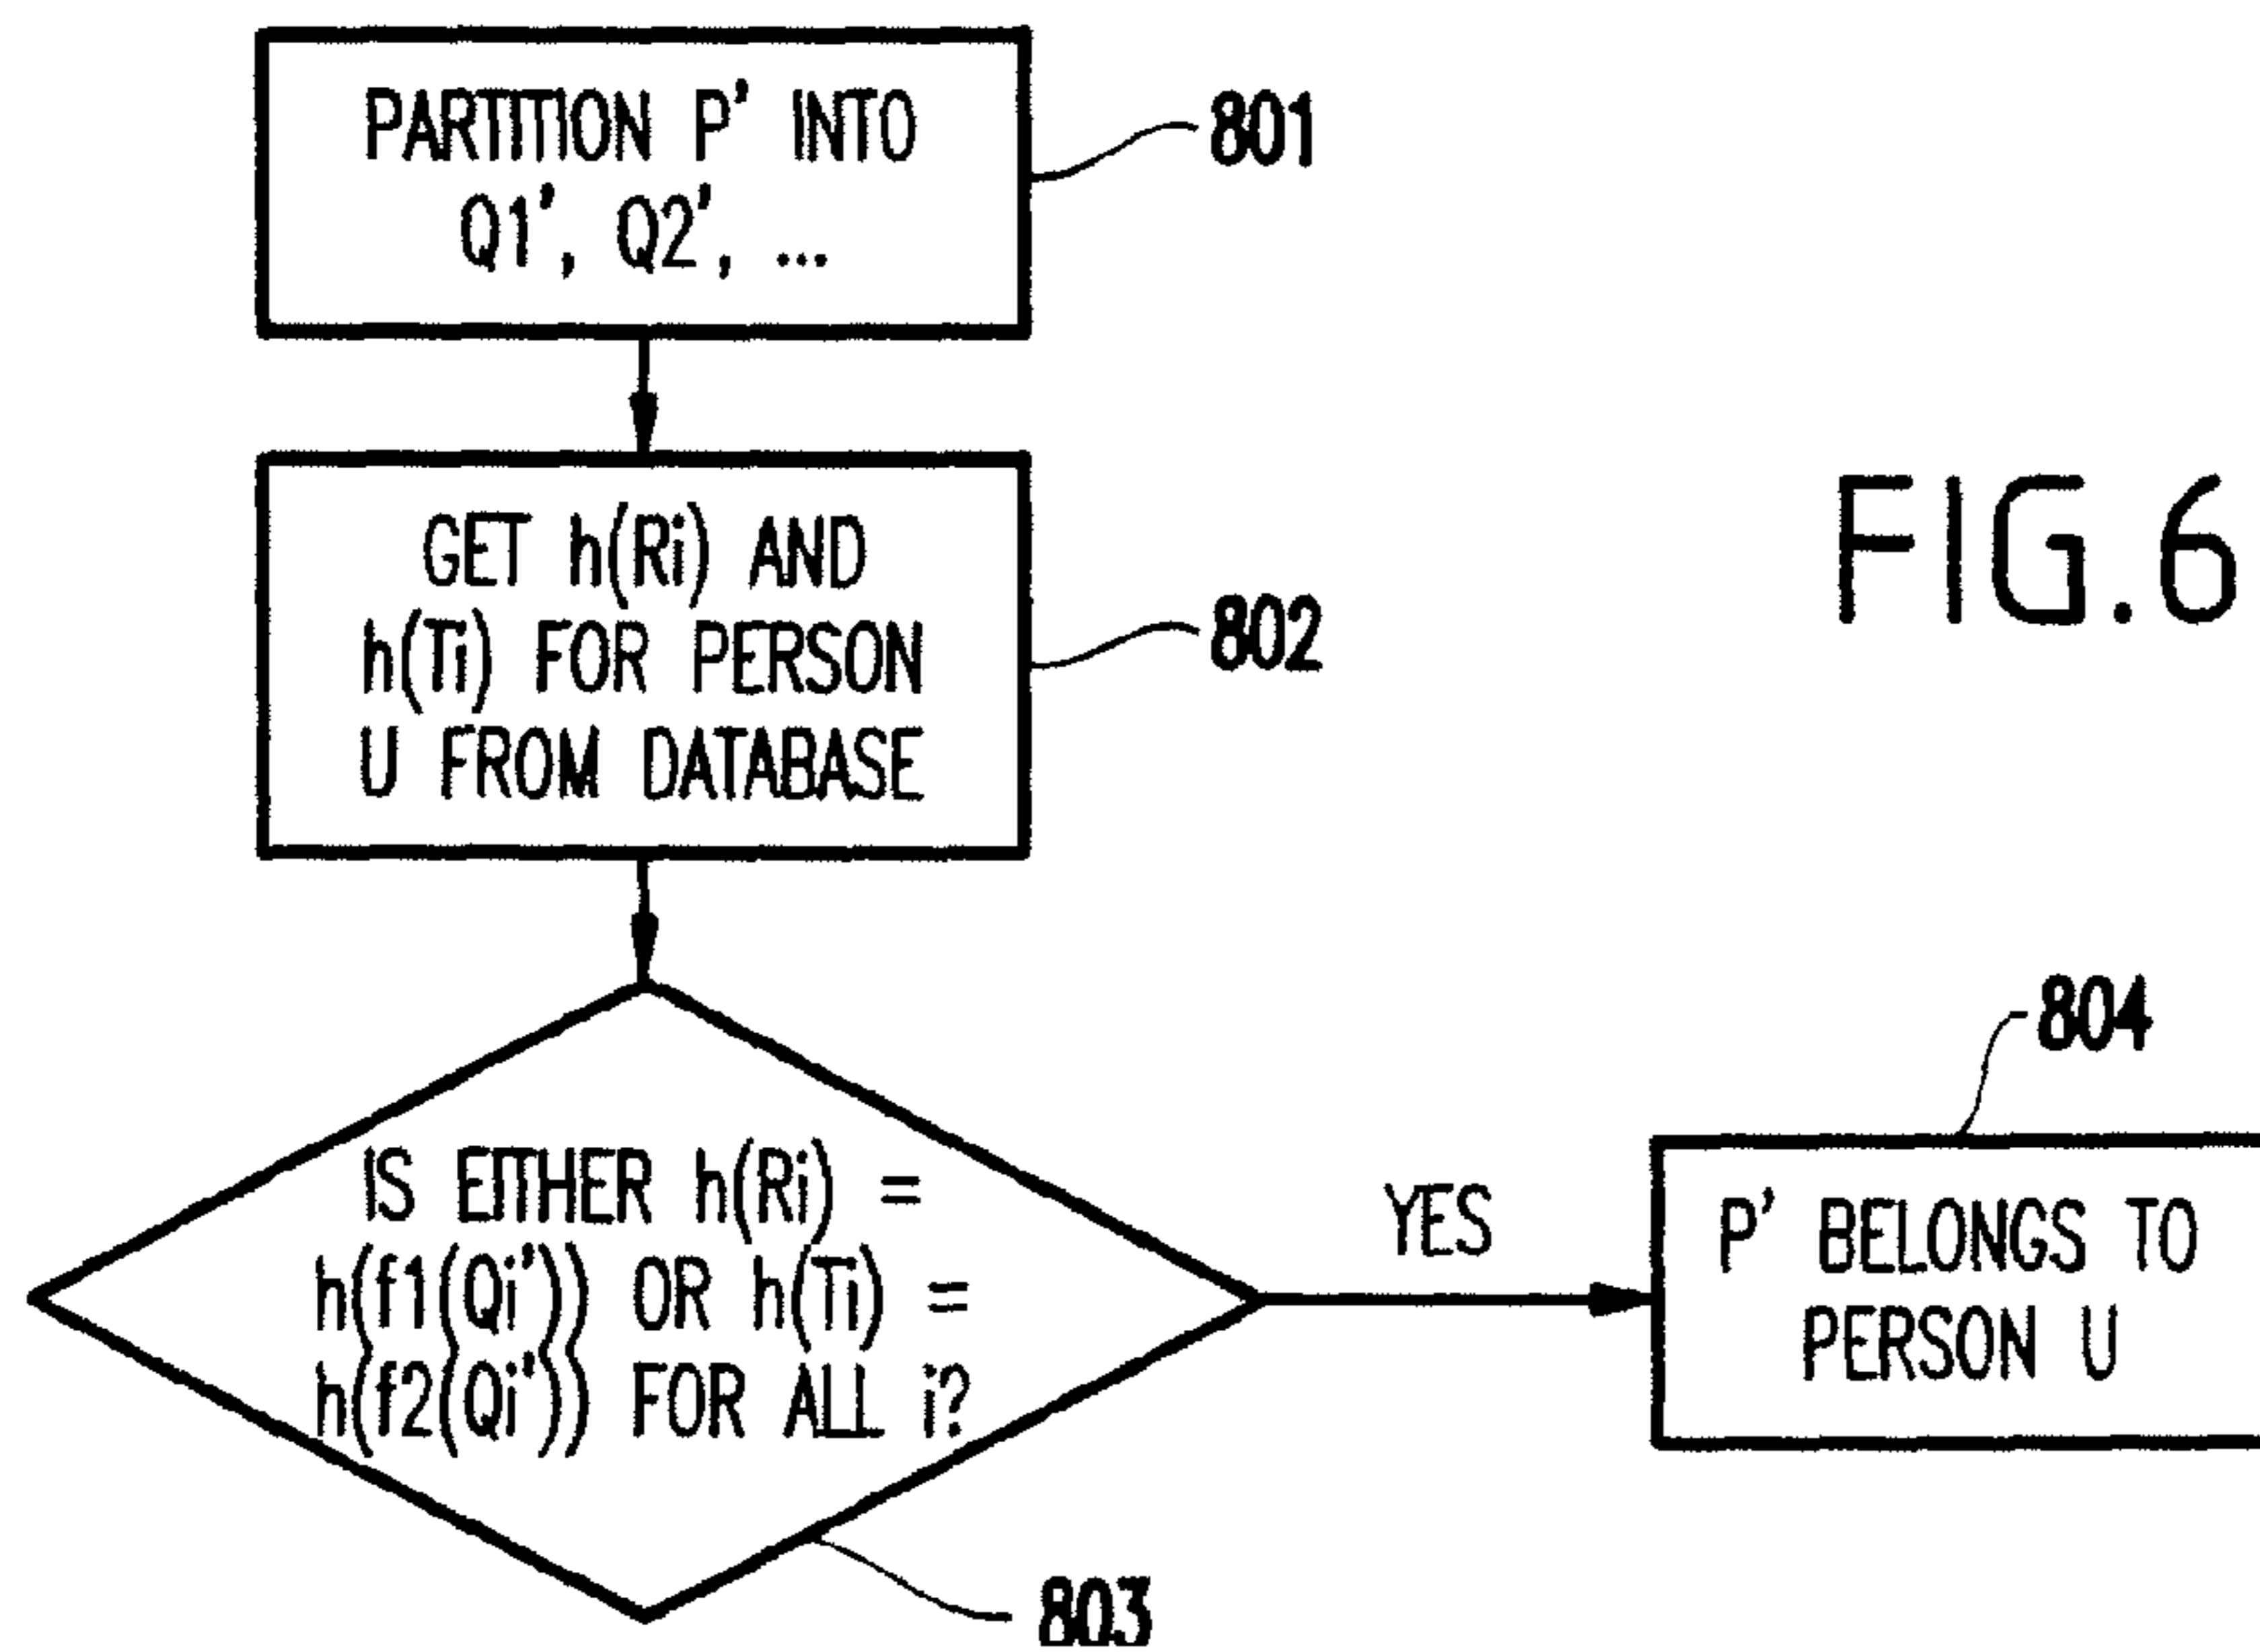 PARTITION P' INTO
Q1', Q2', ...
801
GET h(Ri) AND
h(Ti) FOR PERSON
U FROM DATABASE
802
FIG.6
IS EITHER h(Ri) =
h(f1(Qi')) OR h(Ti) =
h(f2(Qi')) FOR ALL i?
803
YES
804
P' BELONGS TO
PERSON U